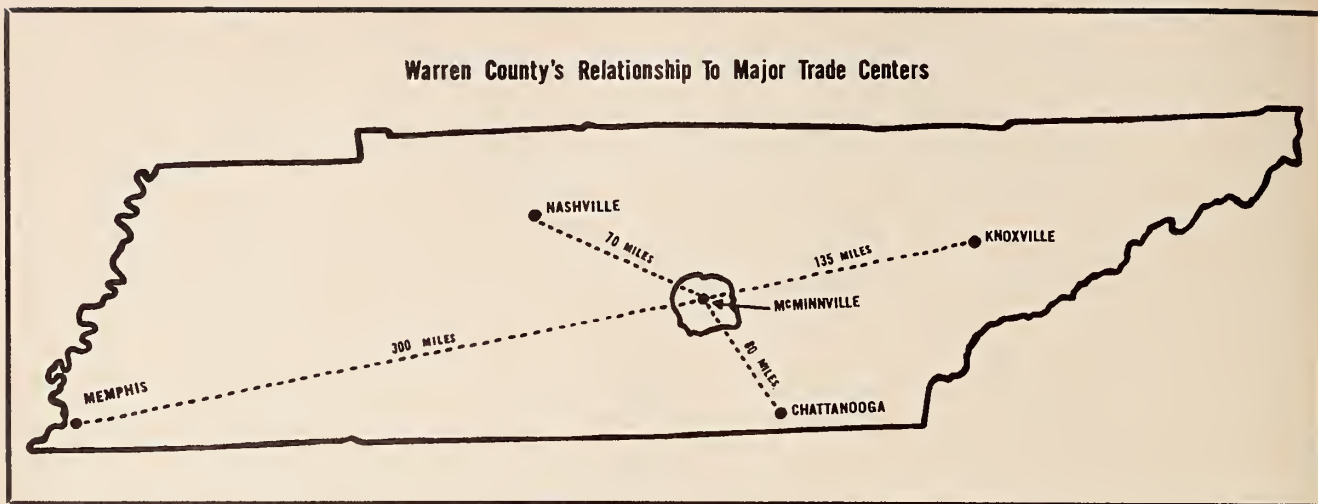 Warren County's Relationship To Major Trade Centers
NASHVILLE
70 MILES
KNOXVILLE
135 MILES
McMINNVILLE
300 MILES
80 MILES
MEMPHIS
CHATTANOOGA